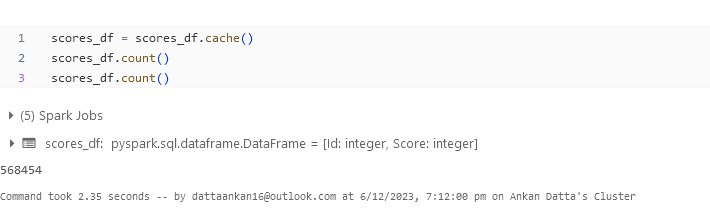 1 scores_df = scores_df.cache()
2 scores_df.count()
3 scores_df.count()
(5) Spark Jobs
scores_df: pyspark.sql.dataframe.DataFrame = [Id: integer, Score: integer]
568454
Command took 2.35 seconds -- by dattaankan16@outlook.com at 6/12/2023, 7:12:00 pm on Ankan Datta's Cluster